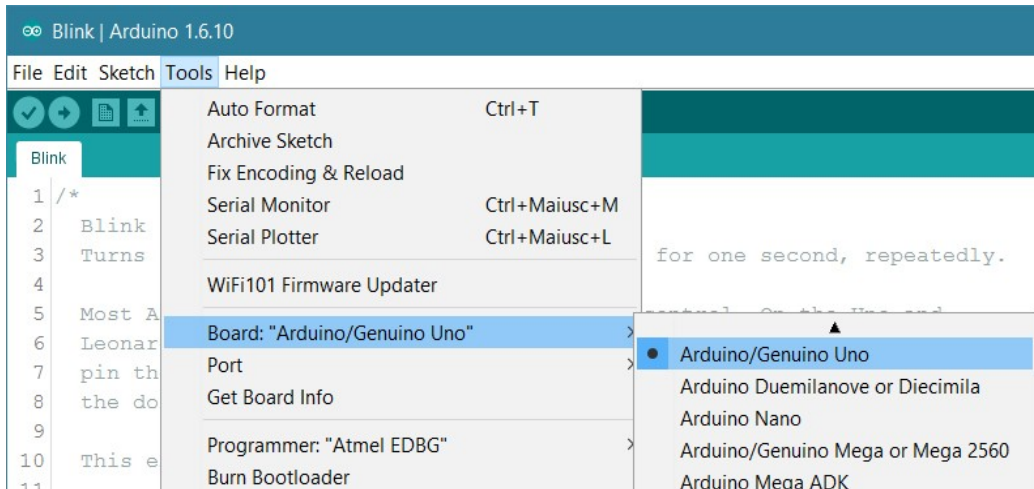 Blink | Arduino 1.6.10
File Edit Sketch Tools Help
Auto Format Ctrl+T
Archive Sketch
Fix Encoding & Reload
Serial Monitor Ctrl+Maiusc+M
Serial Plotter Ctrl+Maiusc+L
WiFi101 Firmware Updater
Board: "Arduino/Genuino Uno"
Port
Get Board Info
Programmer: "Atmel EDBG"
Burn Bootloader
Arduino/Genuino Uno
Arduino Duemilanove or Diecimila
Arduino Nano
Arduino/Genuino Mega or Mega 2560
Arduino Mega ADK
Blink
1 /*
2 Blink
3 Turns for one second, repeatedly.
4
5 Most A
6 Leonar
7 pin th
8 the do
9
10 This e